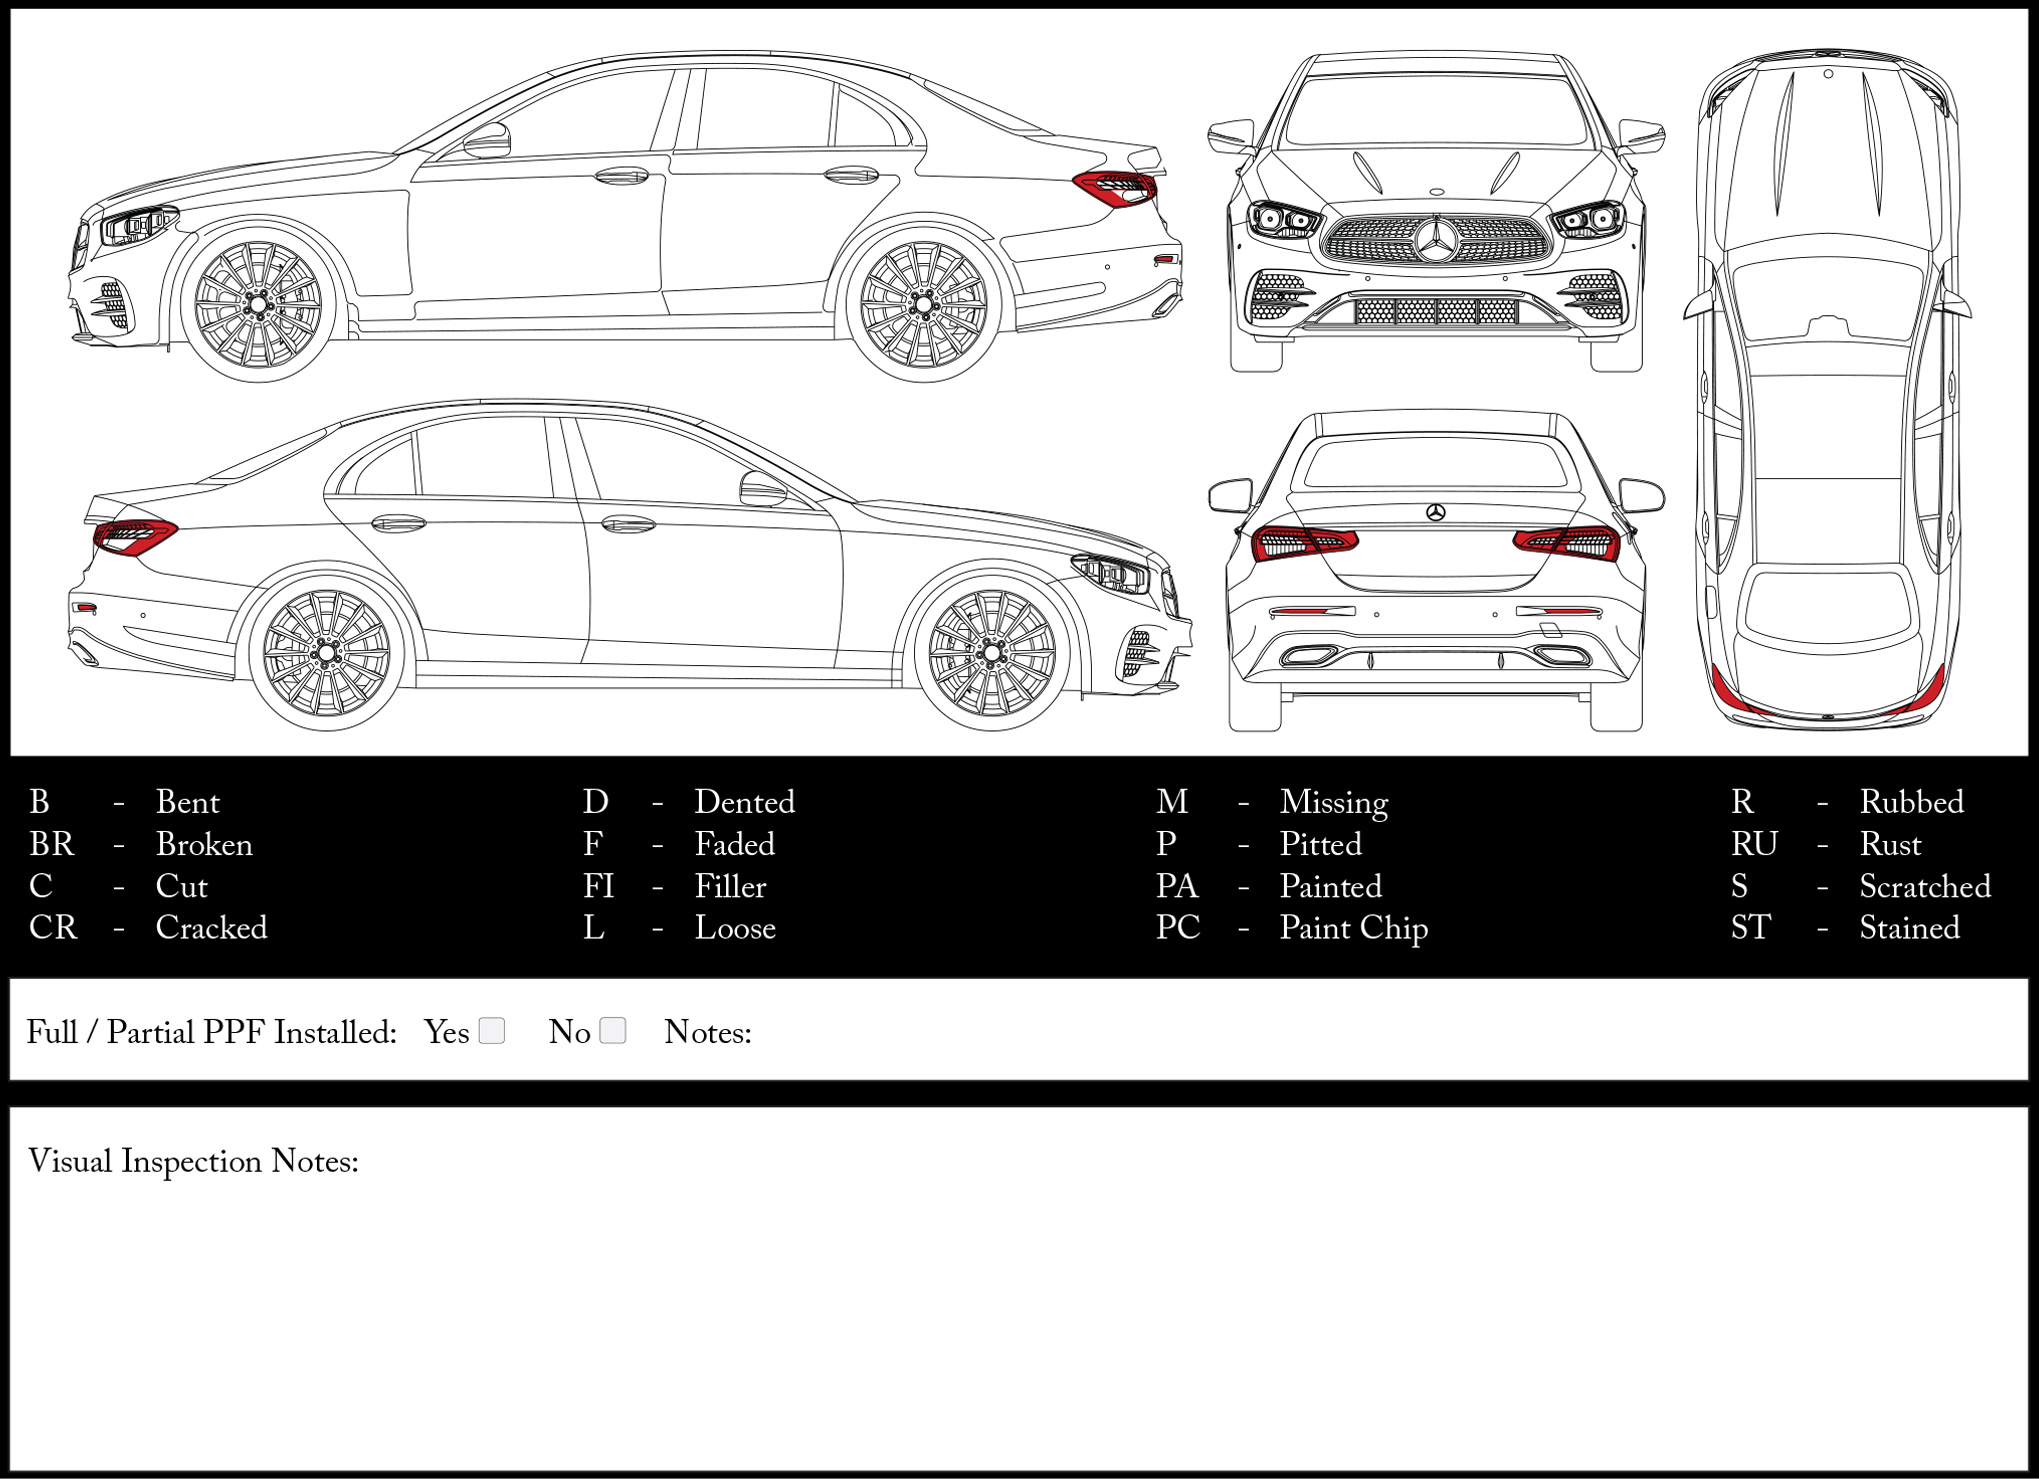 B - Bent D - Dented M - Missing R - Rubbed
BR - Broken F - Faded P - Pitted RU - Rust
C - Cut FI - Filler PA - Painted S - Scratched
CR - Cracked L - Loose PC - Paint Chip ST - Stained
Full / Partial PPF Installed: Yes No Notes:
Visual Inspection Notes: